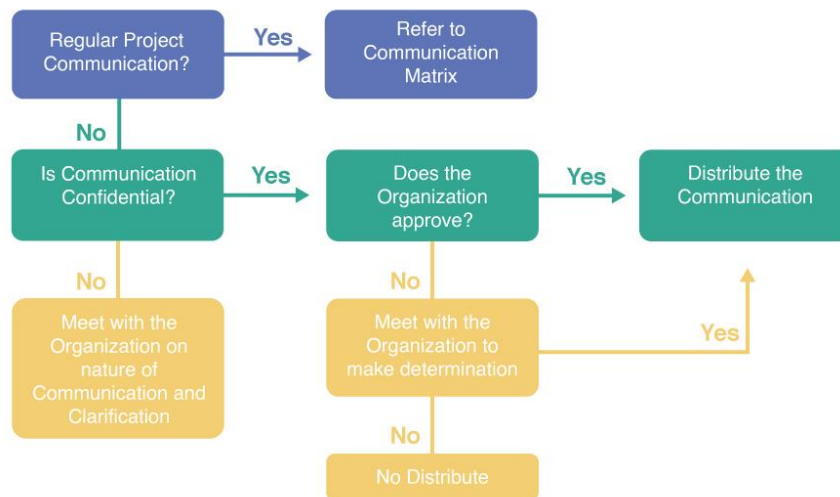 Regular Project
Communication?
Yes
Refer to
Communication
Matrix
No
Is Communication
Confidential?
Yes
Does the
Organization
approve?
Yes
Distribute the
Communication
No
No
Meet with the
Organization on
nature of
Communication and
Clarification
Meet with the
Organization to
make determination
Yes
No
No Distribute